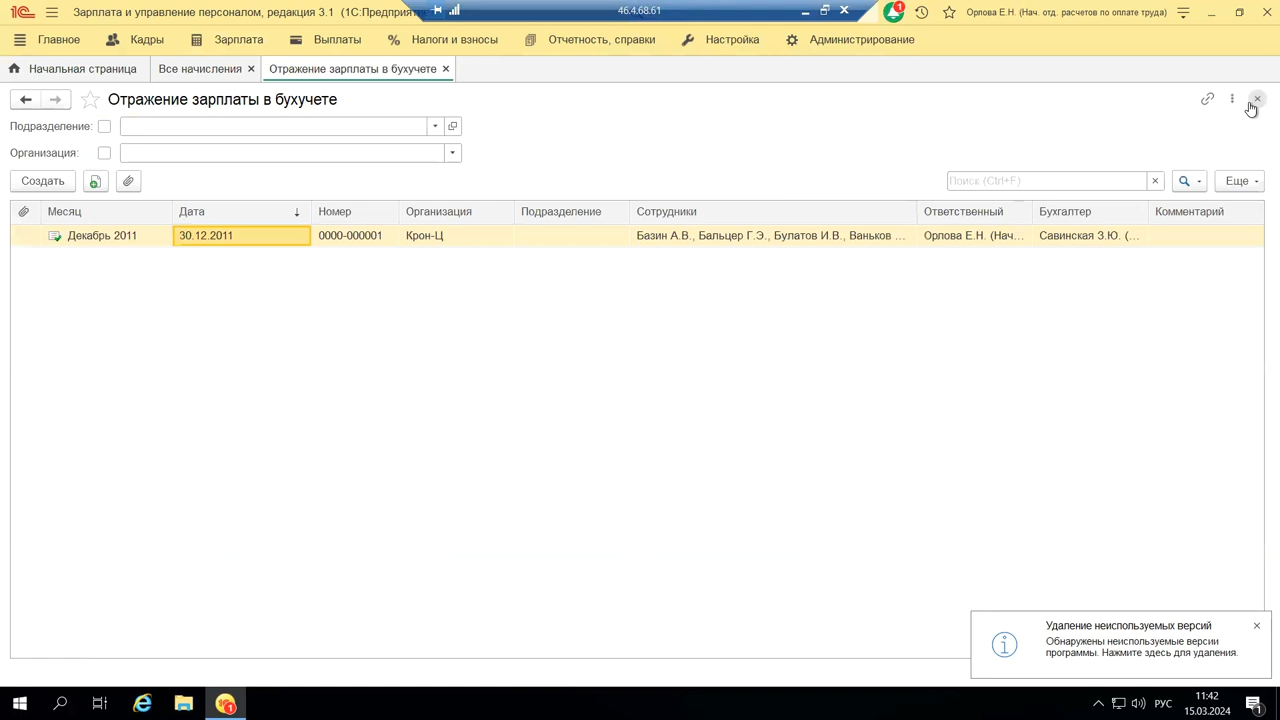 Зарплата и управление персоналом, редакция 3.1 (1С:Предприят
46.4.68.61
1
Орлова Е.Н. (Нач. отд. расчетов по оплате труда)
Главное
Кадры
Зарплата
Выплаты
Налоги и взносы
Отчетность, справки
Настройка
Администрирование
Начальная страница
Все начисления
Отражение зарплаты в бухучете
Отражение зарплаты в бухучете
Подразделение:
Организация:
Создать
Поиск (Ctrl+F)
Еще
Месяц Дата Номер Организация Подразделение Сотрудники Ответственный Бухгалтер Комментарий
Декабрь 2011 30.12.2011 0000-000001 Крон-Ц Базин А.В., Бальцер Г.Э., Булатов И.В., Ваньков ... Орлова Е.Н. (Нач... Савинская З.Ю. (...
Удаление неиспользуемых версий
Обнаружены неиспользуемые версии
программы. Нажмите здесь для удаления.
1
РУС
11:42
15.03.2024
1